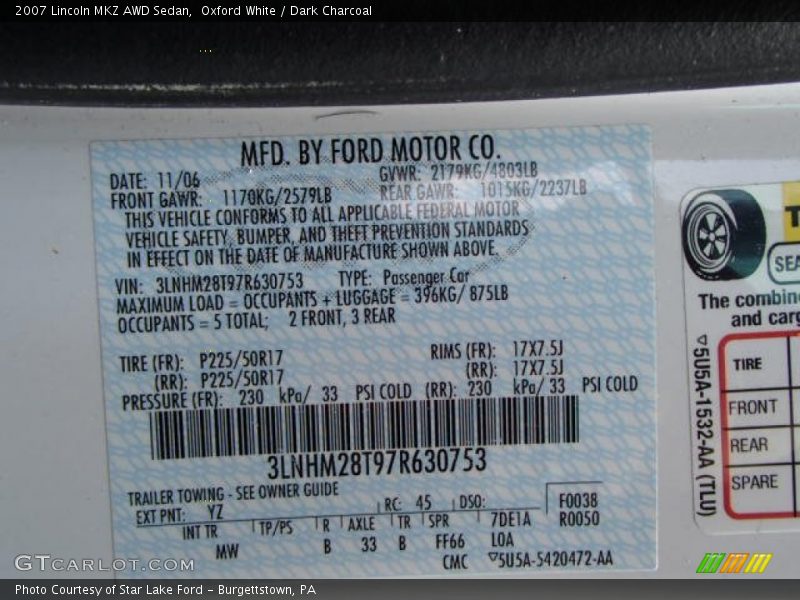 2007 Lincoln MKZ AWD Sedan, Oxford White / Dark Charcoal
MFD. BY FORD MOTOR CO.
DATE: 11/06 GVWR: 2179KG/4803LB
FRONT GAWR: 1170KG/2579LB REAR GAWR: 1015KG/2237LB
THIS VEHICLE CONFORMS TO ALL APPLICABLE FEDERAL MOTOR
VEHICLE SAFETY, BUMPER, AND THEFT PREVENTION STANDARDS
IN EFFECT ON THE DATE OF MANUFACTURE SHOWN ABOVE
VIN: 3LNHM28T97R630753 TYPE: Passenger Car
MAXIMUM LOAD = OCCUPANTS + LUGGAGE = 396KG/ 875LB
OCCUPANTS = 5 TOTAL; 2 FRONT, 3 REAR
TIRE (FR): P225/50R17 RIMS (FR): 17X7.5J
(RR): P225/50R17 (RR): 17X7.5J
PRESSURE (FR): 230 kPa/ 33 PSI COLD (RR): 230 kPa/ 33 PSI COLD
3LNHM28T97R630753
TRAILER TOWING - SEE OWNER GUIDE
EXT PNT: YZ RC: 45 DSO: F0038
R0050
INT TR TP/PS R AXLE TR SPR 7DE1A
MW B 33 B FF66 LOA
CMC ▽5U5A-5420472-AA
SEA
The combine
and carg
TIRE
FRONT
REAR
SPARE
▽5U5A-1532-AA (TLU)
GTCARLOT.COM
Photo Courtesy of Star Lake Ford - Burgettstown, PA